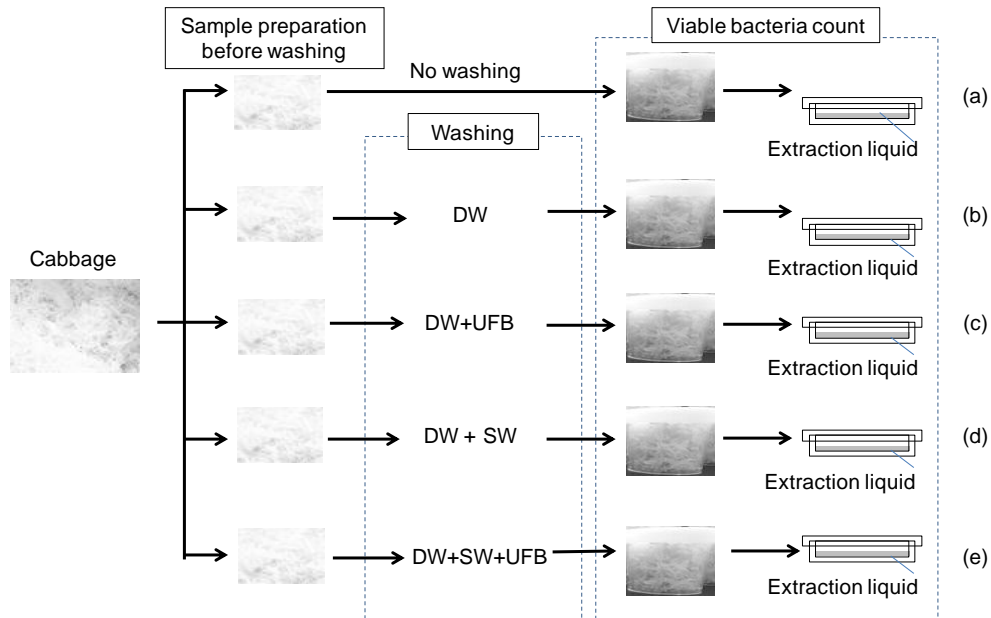 Sample preparation
before washing
Viable bacteria count
No washing
(a)
Extraction liquid
Washing
DW
(b)
Extraction liquid
Cabbage
DW+UFB
(c)
Extraction liquid
DW + SW
(d)
Extraction liquid
DW+SW+UFB
(e)
Extraction liquid